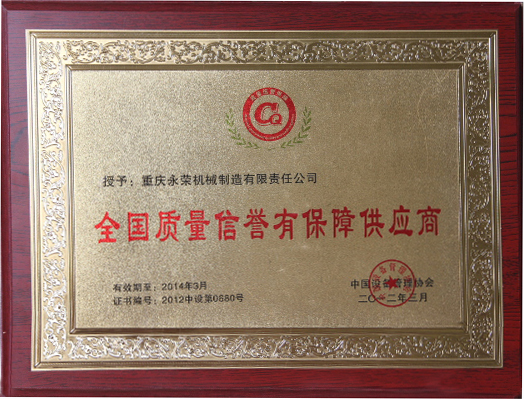 CQ
授予：重庆永荣机械制造有限责任公司
全国质量信誉有保障供应商
有效期至：2014年3月
证书编号：2012中设第0680号
中国设备管理协会
二〇一二年三月